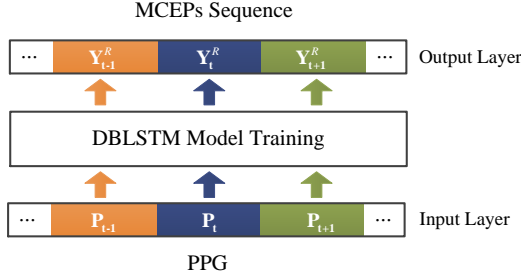 MCEPs Sequence
... Y^R_t-1 Y^R_t Y^R_t+1 ... Output Layer
DBLSTM Model Training
... P_t-1 P_t P_t+1 ... Input Layer
PPG